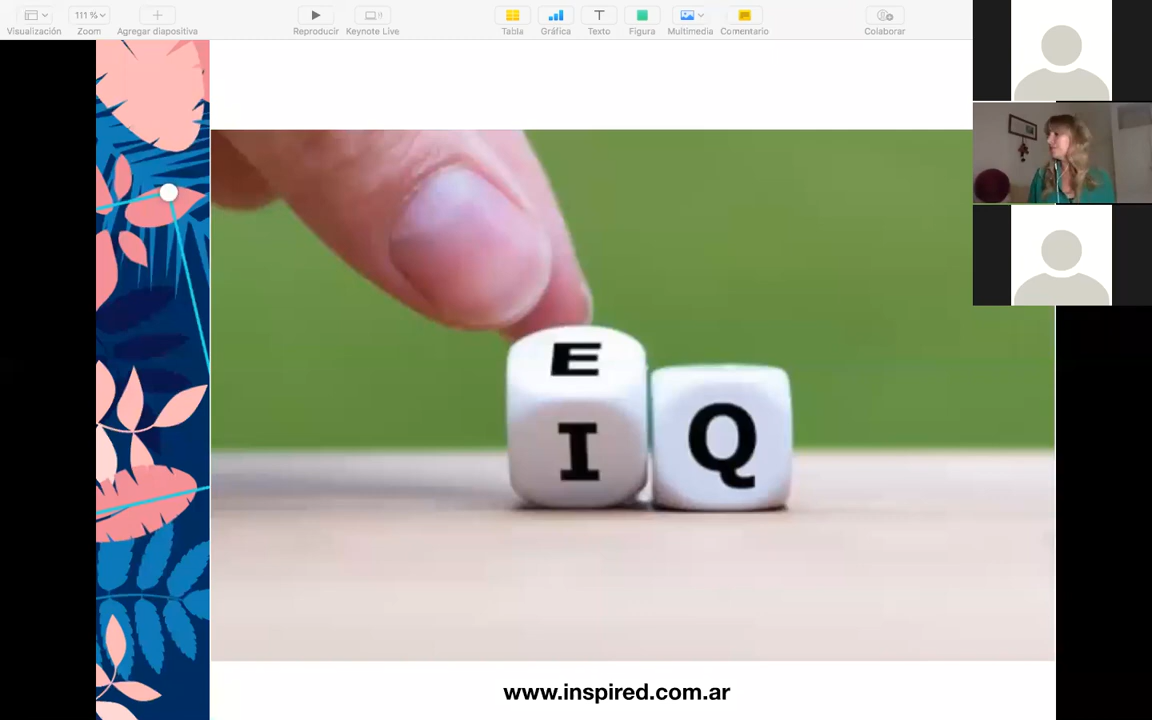 111 %
Visualización Zoom Agregar diapositiva Reproducir Keynote Live Tabla Gráfica Texto Figura Multimedia Comentario Colaborar
E
I Q
www.inspired.com.ar